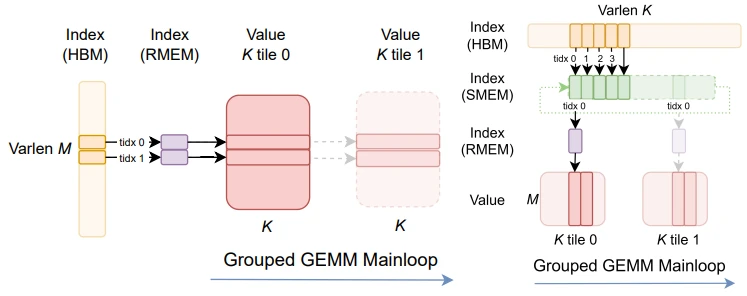 Index
(HBM)
Index
(RMEM)
Value
K tile 0
Value
K tile 1
Varlen M
tidx 0
tidx 1
K
K
Grouped GEMM Mainloop
Varlen K
Index
(HBM)
tidx 0 1 2 3
Index
(SMEM)
tidx 0
tidx 0
Index
(RMEM)
Value
M
K tile 0
K tile 1
Grouped GEMM Mainloop